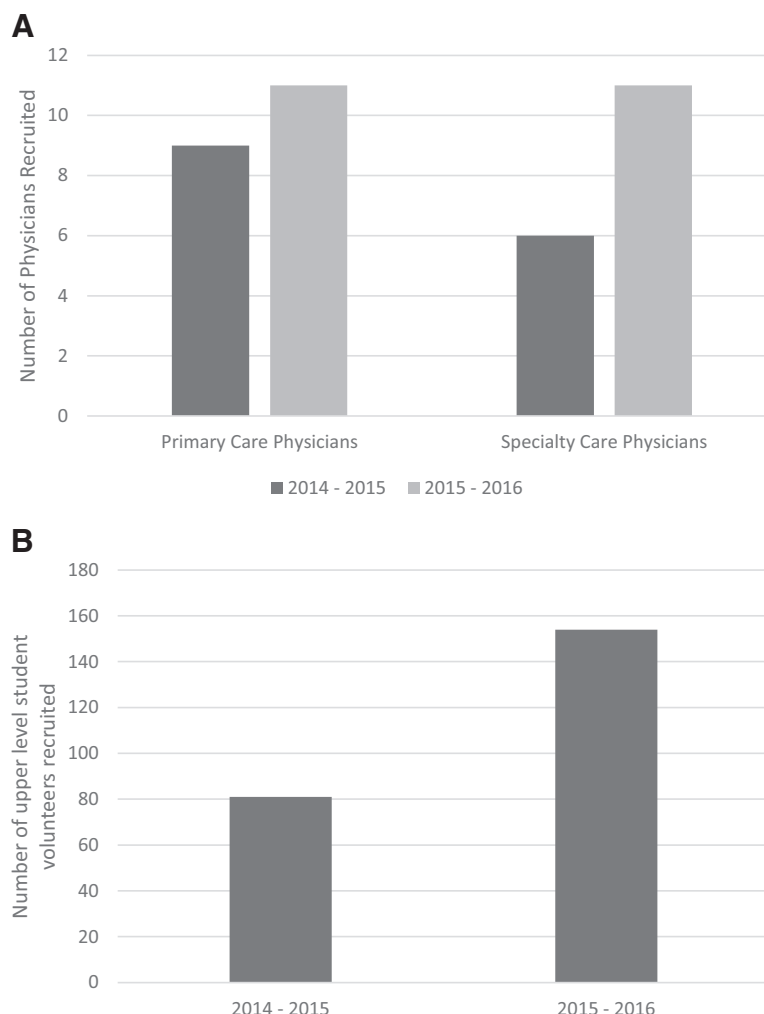 A
12
10
8
6
4
2
0
Number of Physicians Recruited
Primary Care Physicians
Specialty Care Physicians
2014 - 2015
2015 - 2016
B
180
160
140
120
100
80
60
40
20
0
Number of upper level student
volunteers recruited
2014 - 2015
2015 - 2016